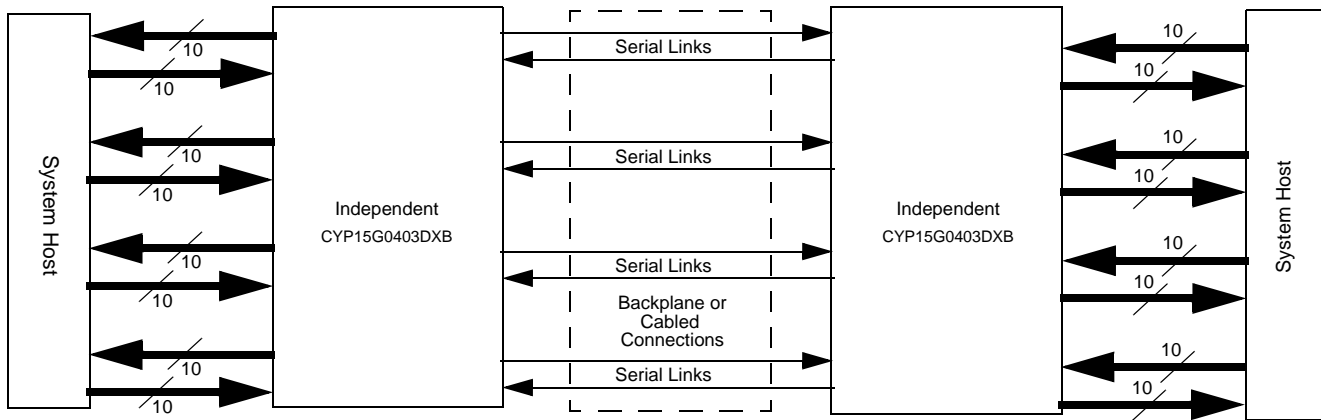 10
10
10
10
10
10
10
10
System Host
Independent
CYP15G0403DXB
Serial Links
Serial Links
Serial Links
Backplane or
Cabled
Connections
Serial Links
Independent
CYP15G0403DXB
10
10
10
10
10
10
10
10
System Host